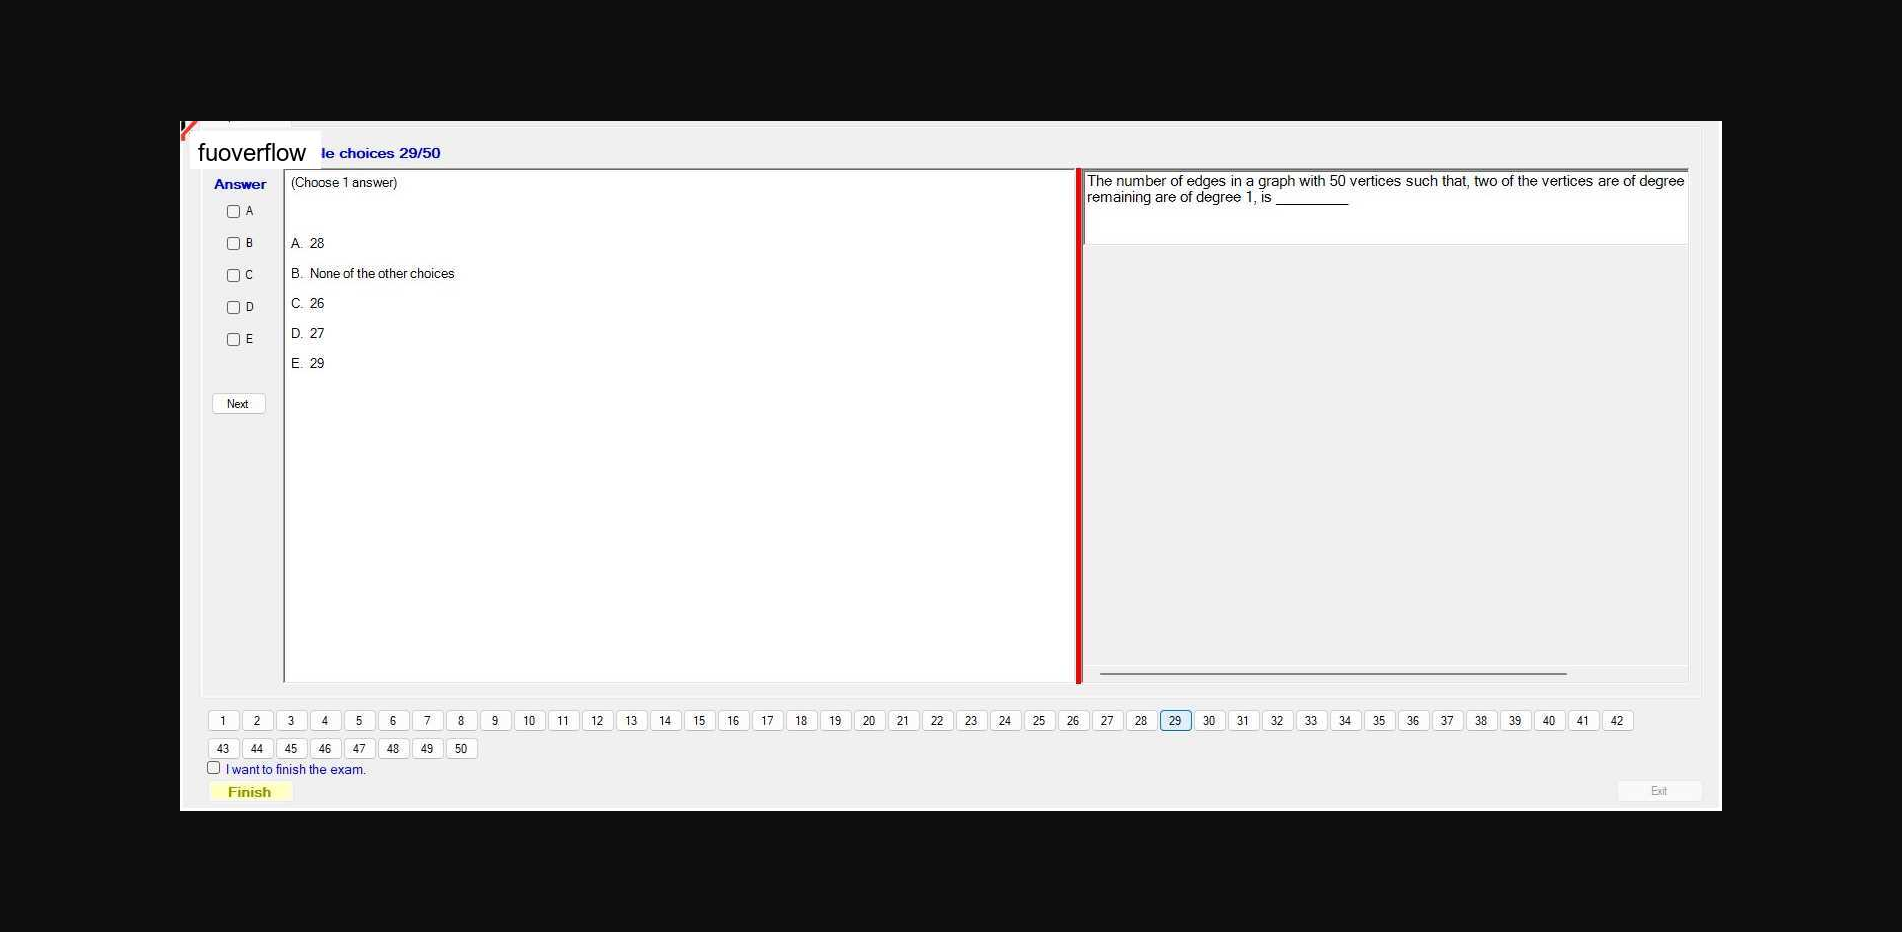 fuoverflow le choices 29/50
Answer
(Choose 1 answer)
The number of edges in a graph with 50 vertices such that, two of the vertices are of degree
remaining are of degree 1, is _________
A
B
C
D
E
A. 28
B. None of the other choices
C. 26
D. 27
E. 29
Next
1 2 3 4 5 6 7 8 9 10 11 12 13 14 15 16 17 18 19 20 21 22 23 24 25 26 27 28 29 30 31 32 33 34 35 36 37 38 39 40 41 42
43 44 45 46 47 48 49 50
I want to finish the exam.
Finish
Exit